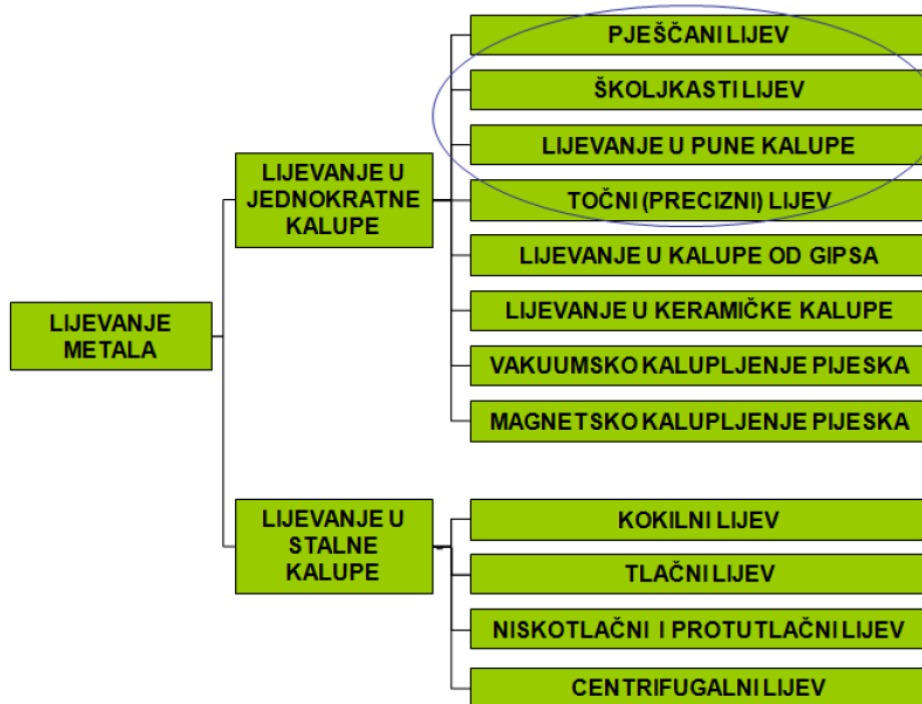 LIJEVANJE
METALA
LIJEVANJE U
JEDNOKRATNE
KALUPE
PJEŠČANI LIJEV
ŠKOLJKASTI LIJEV
LIJEVANJE U PUNE KALUPE
TOČNI (PRECIZNI) LIJEV
LIJEVANJE U KALUPE OD GIPSA
LIJEVANJE U KERAMIČKE KALUPE
VAKUUMSKO KALUPLJENJE PIJESKA
MAGNETSKO KALUPLJENJE PIJESKA
LIJEVANJE U
STALNE
KALUPE
KOKILNI LIJEV
TLAČNI LIJEV
NISKOTLAČNI I PROTUTLAČNI LIJEV
CENTRIFUGALNI LIJEV